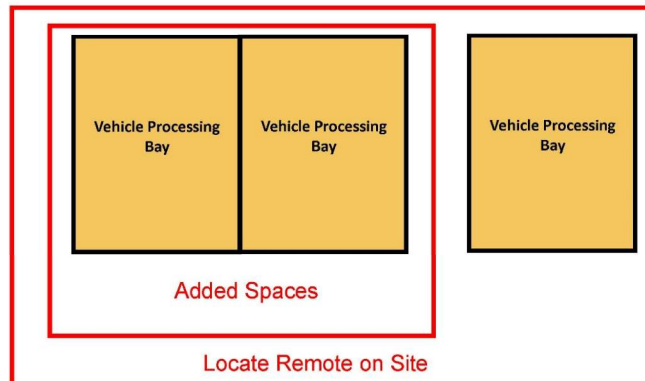 Vehicle Processing
Bay
Vehicle Processing
Bay
Vehicle Processing
Bay
Added Spaces
Locate Remote on Site